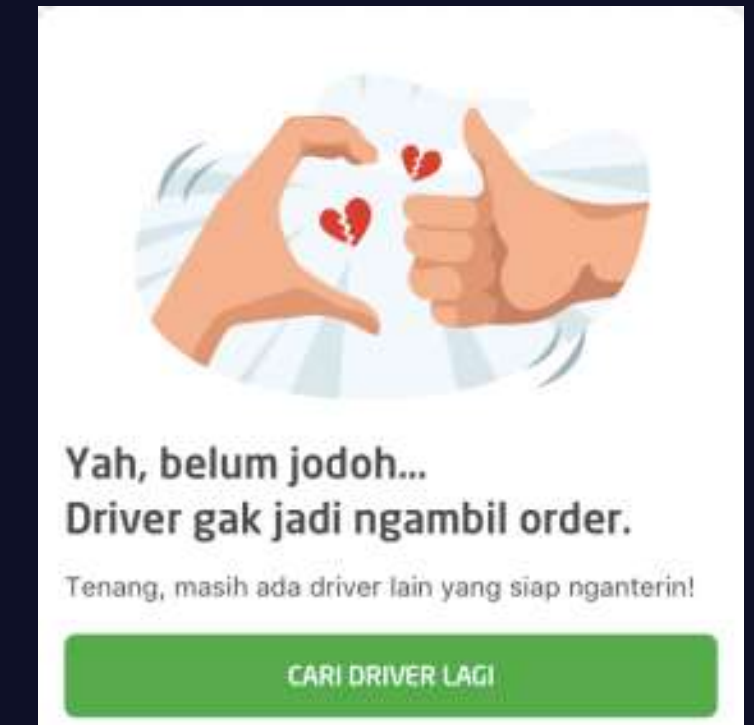 Yah, belum jodoh...
Driver gak jadi ngambil order.
Tenang, masih ada driver lain yang siap nganterin!
CARI DRIVER LAGI